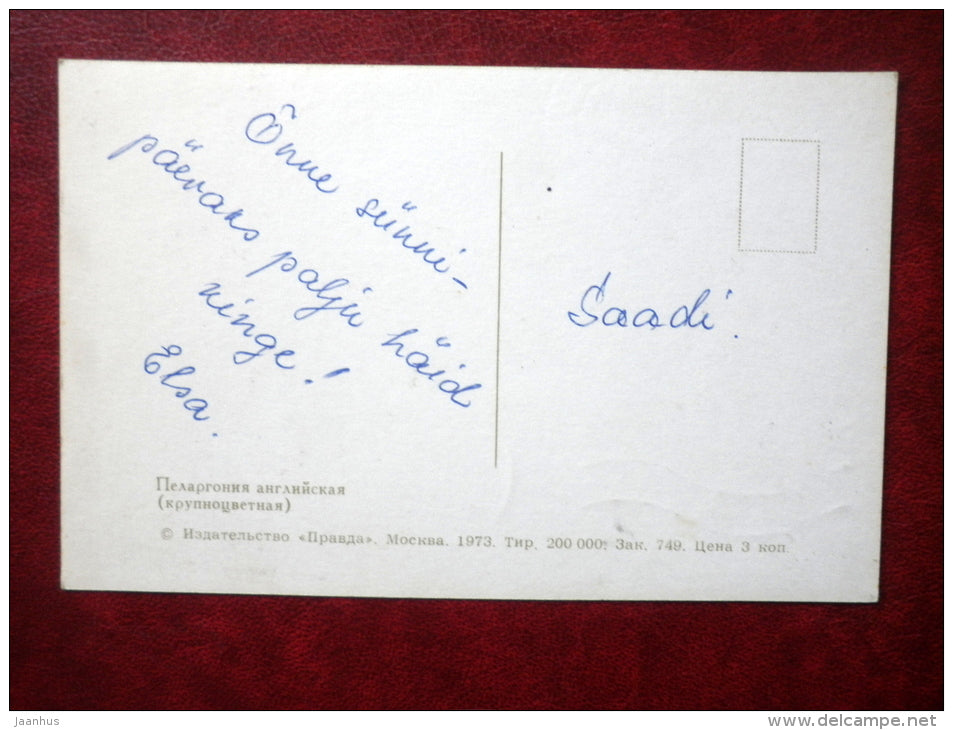 Õnne sünni-
päevaks palju häid
ninge!
Elsa.
Saadi.
Пеларгония английская
(крупноцветная)
© Издательство «Правда». Москва. 1973. Тир. 200 000. Зак. 749. Цена 3 коп.
jaanhus
www.delcampe.net